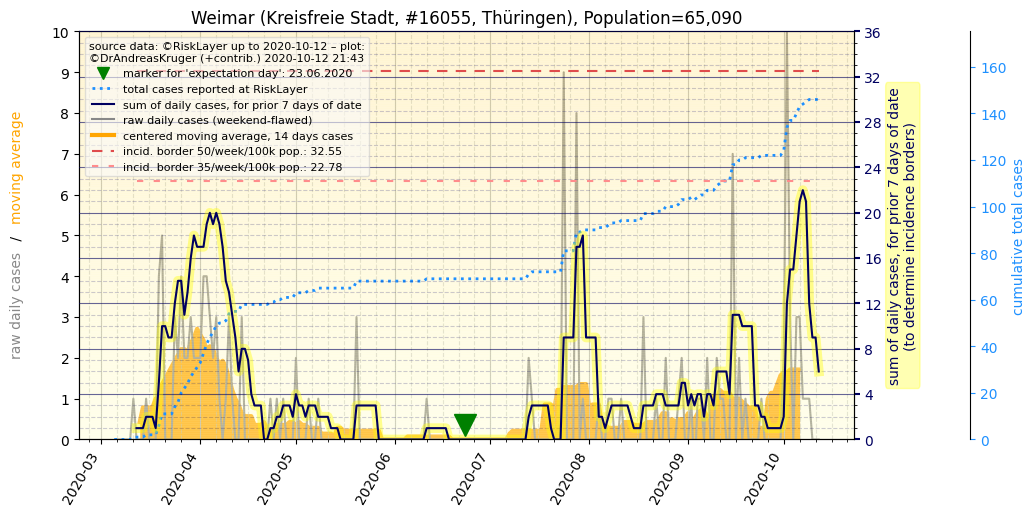 Weimar (Kreisfreie Stadt, #16055, Thüringen), Population=65,090
source data: ©RiskLayer up to 2020-10-12 – plot:
©DrAndreasKruger (+contrib.) 2020-10-12 21:43
marker for 'expectation day': 23.06.2020
total cases reported at RiskLayer
sum of daily cases, for prior 7 days of date
raw daily cases (weekend-flawed)
centered moving average, 14 days cases
incid. border 50/week/100k pop.: 32.55
incid. border 35/week/100k pop.: 22.78
raw daily cases / moving average
10
9
8
7
6
5
4
3
2
1
0
36
32
28
24
20
16
12
8
4
0
sum of daily cases, for prior 7 days of date
(to determine incidence borders)
160
140
120
100
80
60
40
20
0
cumulative total cases
2020-03
2020-04
2020-05
2020-06
2020-07
2020-08
2020-09
2020-10